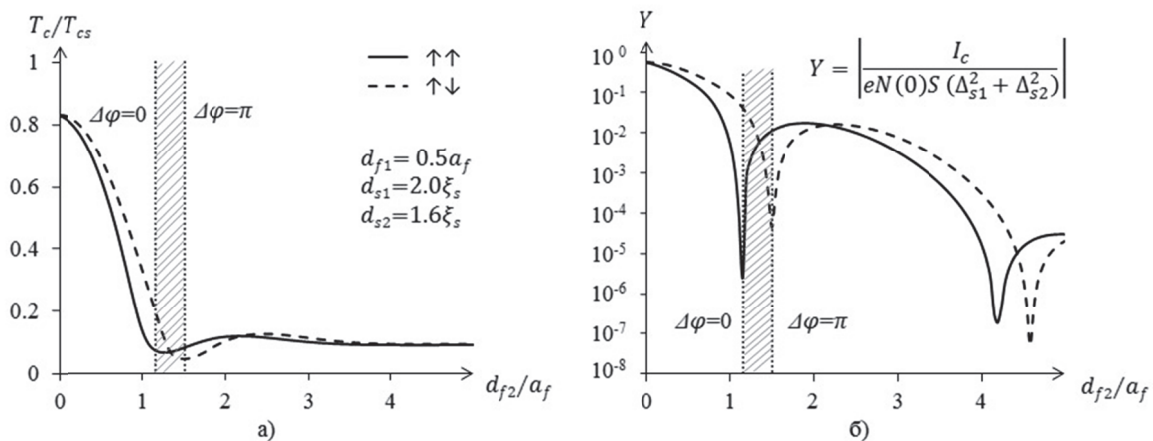 T_c/T_cs
1
0.8
0.6
0.4
0.2
0
0 1 2 3 4
d_f2/a_f
↑↑
↑↓
Δφ=0
Δφ=π
d_f1= 0.5a_f
d_s1=2.0ξ_s
d_s2=1.6ξ_s
а)
Y
10^0
10^-1
10^-2
10^-3
10^-4
10^-5
10^-6
10^-7
10^-8
0 1 2 3 4
d_f2/a_f
Y = |I_c / eN(0)S (Δ_s1^2 + Δ_s2^2)|
Δφ=0
Δφ=π
б)